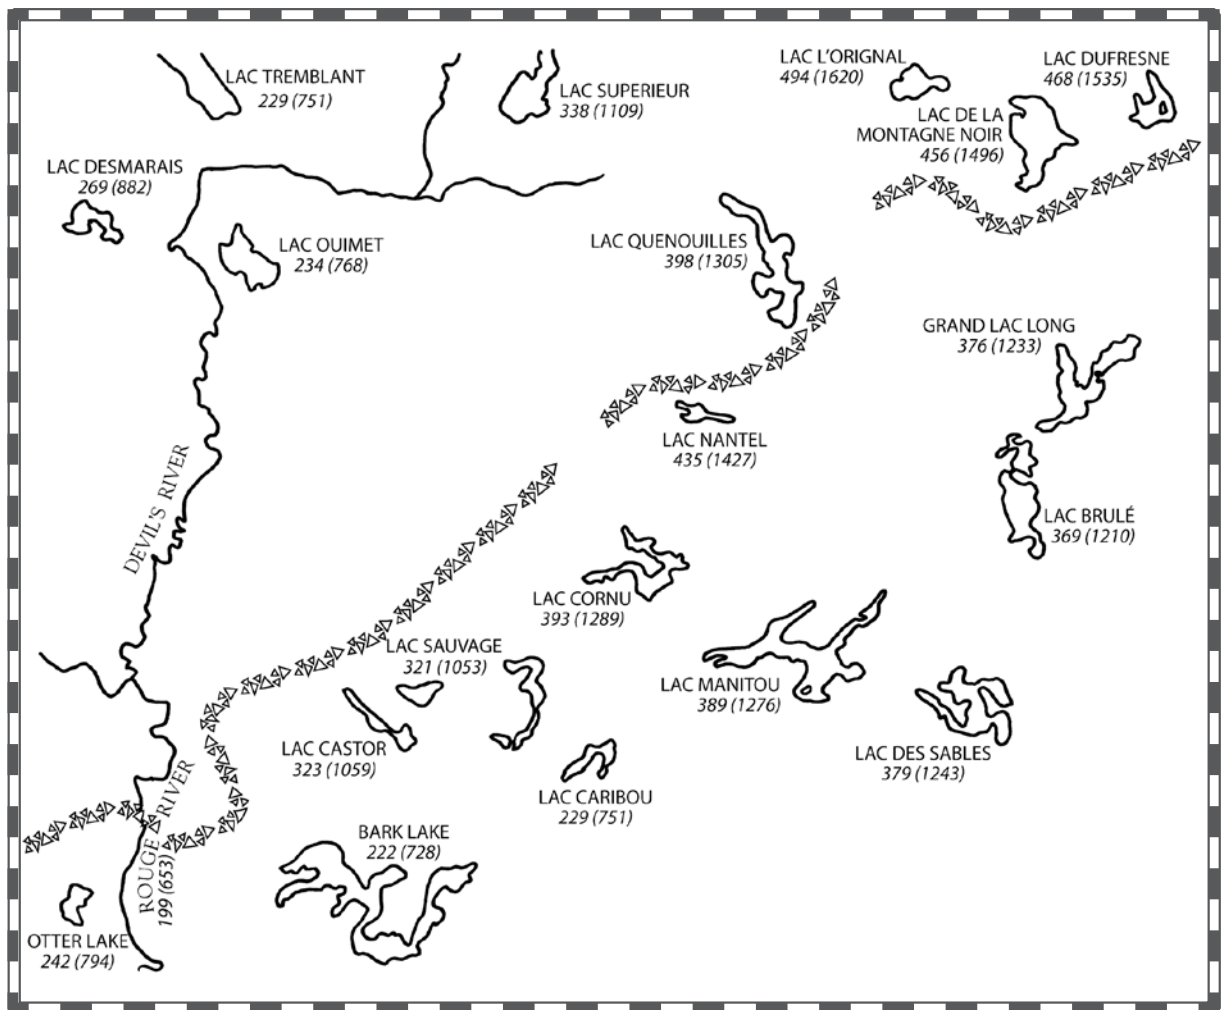 LAC TREMBLANT
229 (751)
LAC SUPERIEUR
338 (1109)
LAC L'ORIGNAL
494 (1620)
LAC DUFRESNE
468 (1535)
LAC DE LA
MONTAGNE NOIR
456 (1496)
LAC DESMARAIS
269 (882)
LAC OUIMET
234 (768)
LAC QUENOUILLES
398 (1305)
GRAND LAC LONG
376 (1233)
LAC NANTEL
435 (1427)
DEVIL'S RIVER
LAC BRULÉ
369 (1210)
LAC CORNU
393 (1289)
LAC SAUVAGE
321 (1053)
LAC MANITOU
389 (1276)
LAC CASTOR
323 (1059)
LAC DES SABLES
379 (1243)
LAC CARIBOU
229 (751)
BARK LAKE
222 (728)
ROUGE RIVER
199 (653)
OTTER LAKE
242 (794)